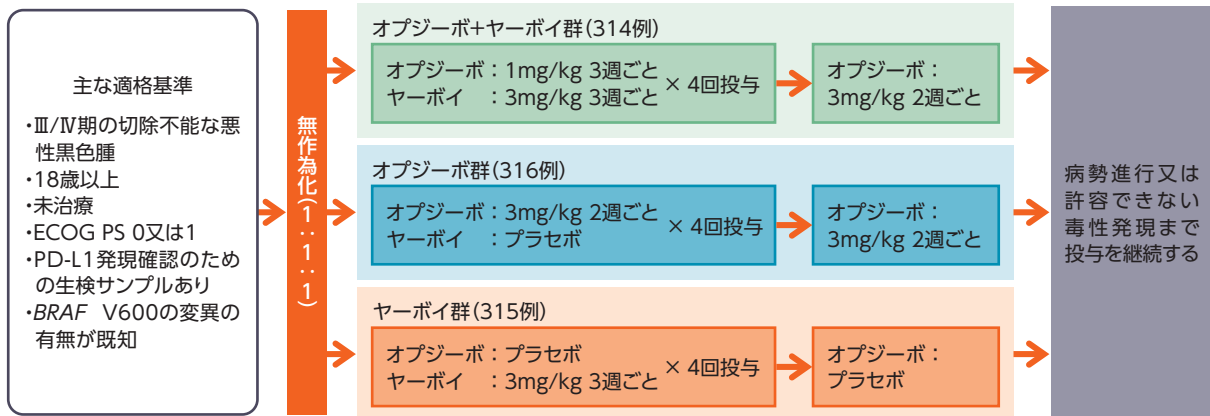 主な適格基準
・Ⅲ/Ⅳ期の切除不能な悪
性黒色腫
・18歳以上
・未治療
・ECOG PS 0又は1
・PD-L1発現確認のため
の生検サンプルあり
・BRAF V600の変異の
有無が既知
無作為化(1:1:1)
オプジーボ+ヤーボイ群(314例)
オプジーボ:1mg/kg 3週ごと
ヤーボイ :3mg/kg 3週ごと
× 4回投与
オプジーボ:
3mg/kg 2週ごと
オプジーボ群(316例)
オプジーボ:3mg/kg 2週ごと
ヤーボイ :プラセボ
× 4回投与
オプジーボ:
3mg/kg 2週ごと
ヤーボイ群(315例)
オプジーボ:プラセボ
ヤーボイ :3mg/kg 3週ごと
× 4回投与
オプジーボ:
プラセボ
病勢進行又は
許容できない
毒性発現まで
投与を継続する